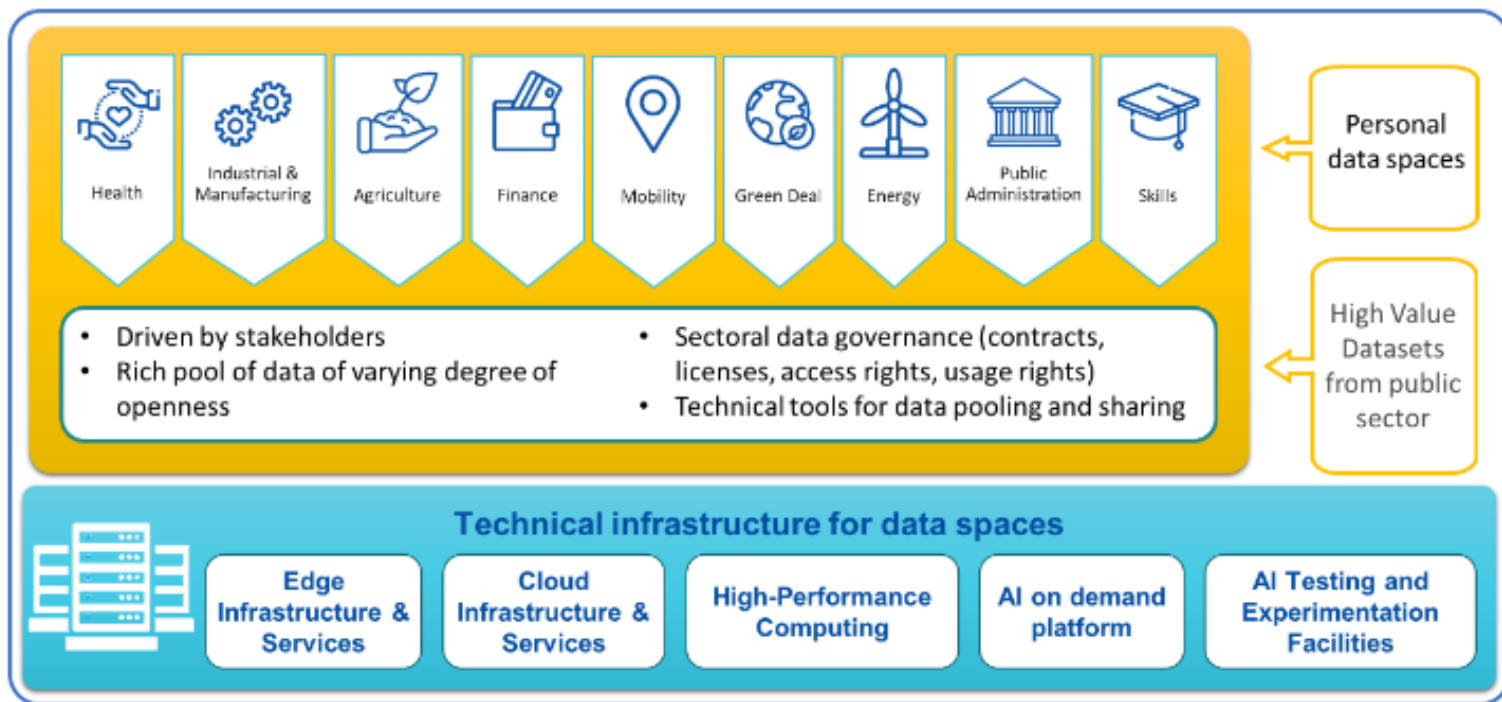 Health
Industrial &
Manufacturing
Agriculture
Finance
Mobility
Green Deal
Energy
Public
Administration
Skills
Personal
data spaces
• Driven by stakeholders
• Rich pool of data of varying degree of
openness
• Sectoral data governance (contracts,
licenses, access rights, usage rights)
• Technical tools for data pooling and sharing
High Value
Datasets
from public
sector
Technical infrastructure for data spaces
Edge
Infrastructure &
Services
Cloud
Infrastructure &
Services
High-Performance
Computing
AI on demand
platform
AI Testing and
Experimentation
Facilities